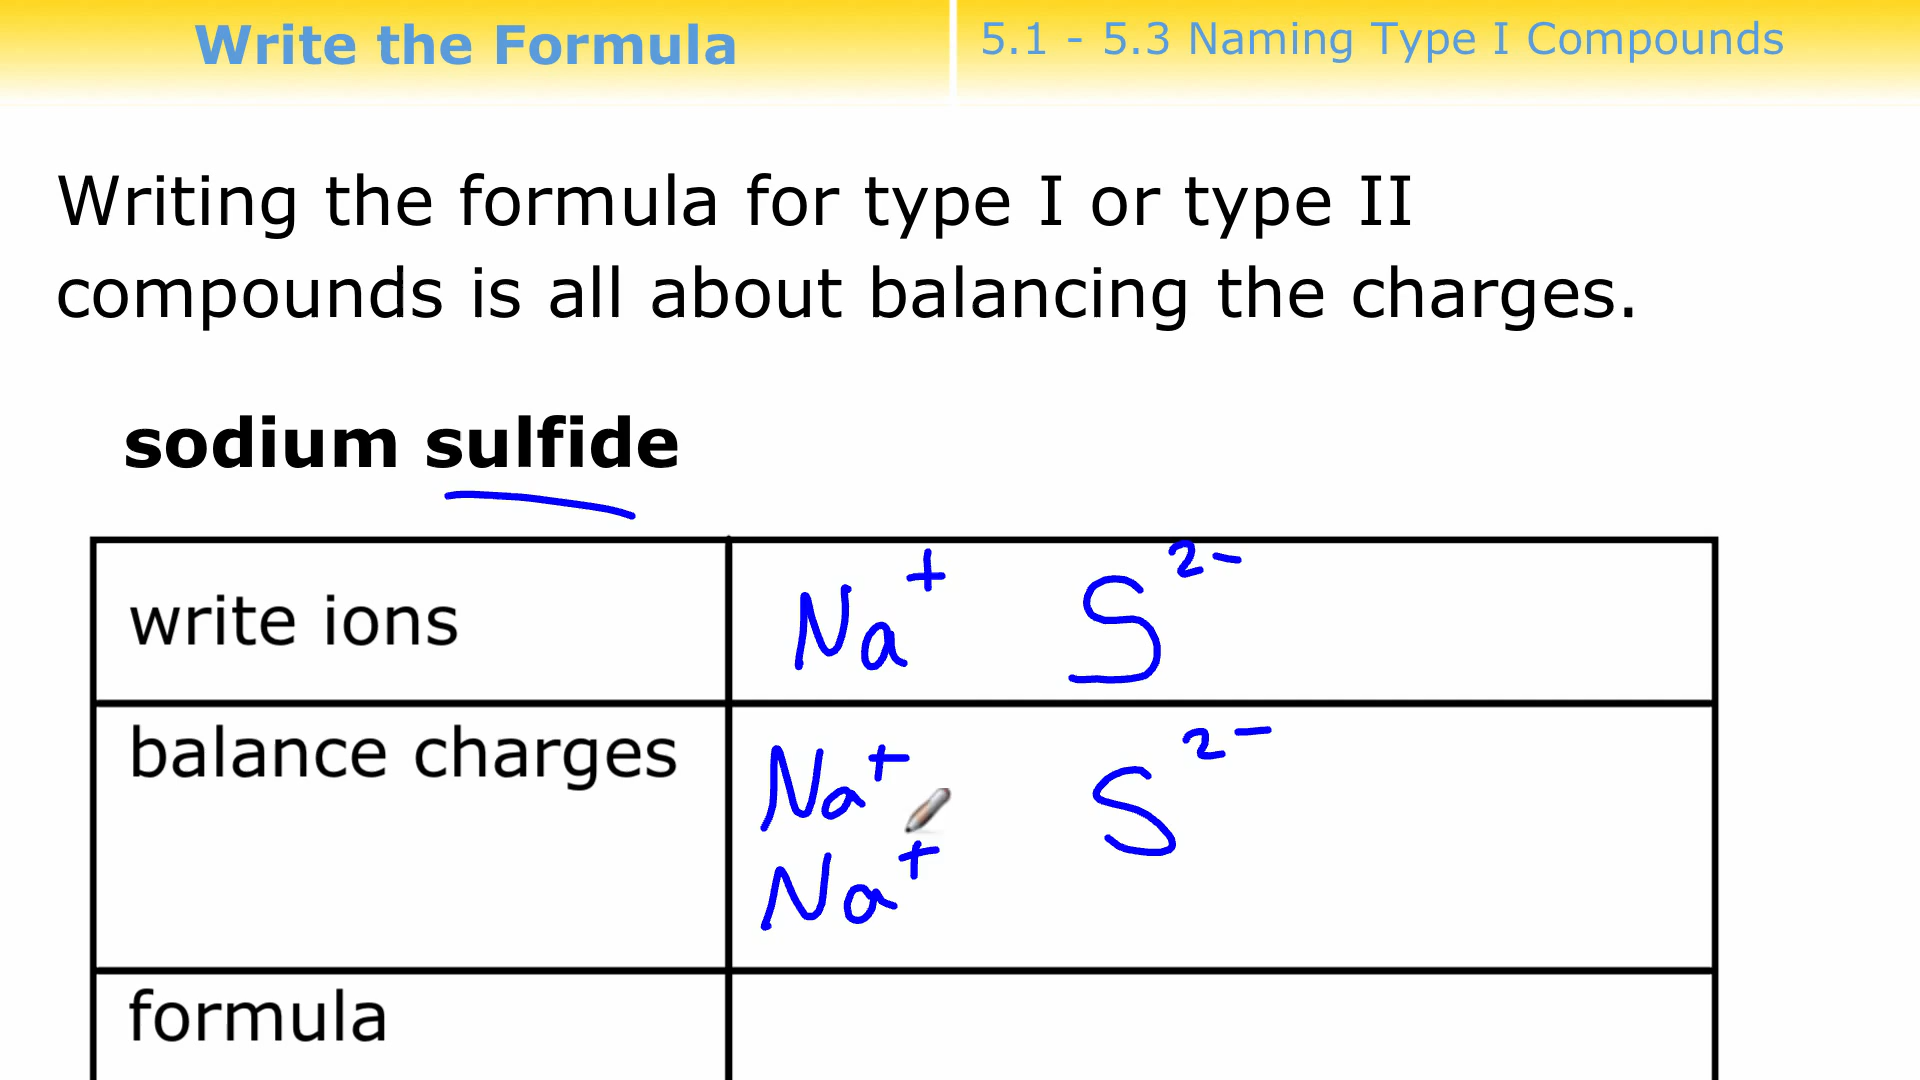 Write the Formula
5.1 - 5.3 Naming Type I Compounds
Writing the formula for type I or type II
compounds is all about balancing the charges.
sodium sulfide
write ions
Na⁺ S²⁻
balance charges
Na⁺ S²⁻
Na⁺
formula